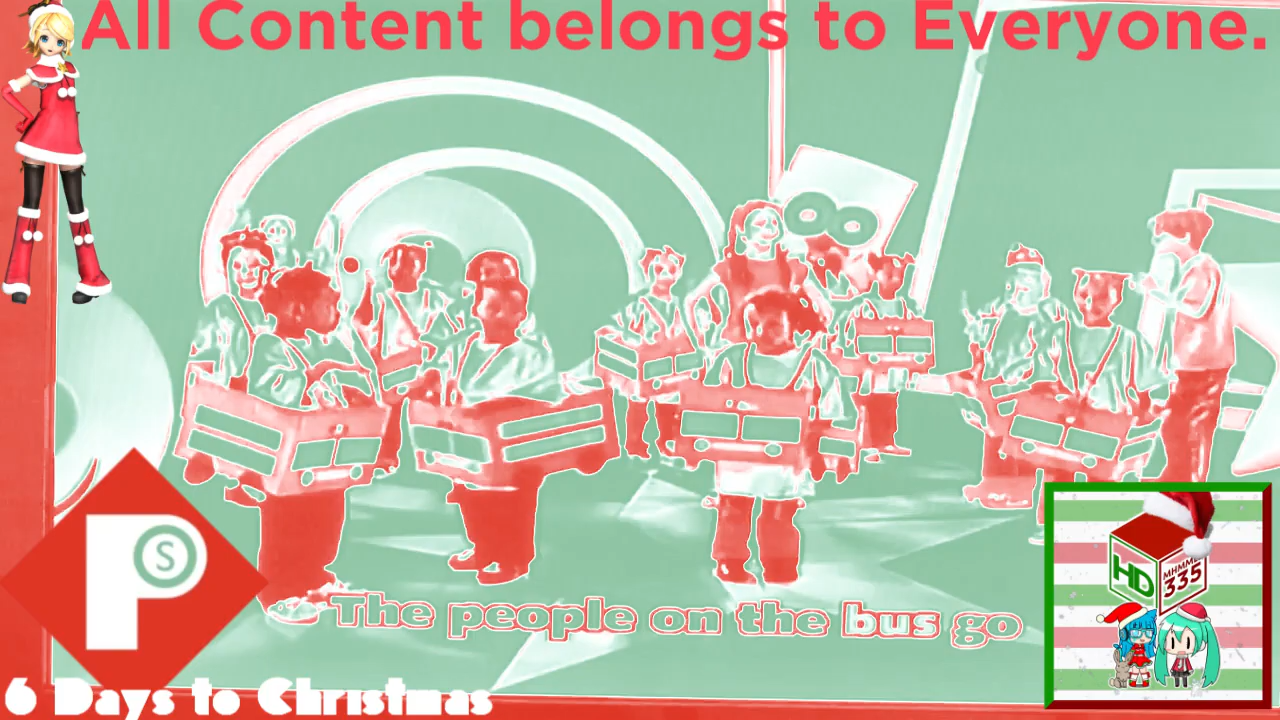 All Content belongs to Everyone.
P S
The people on the bus go
HD
MHMMM
335
6 Days to Christmas